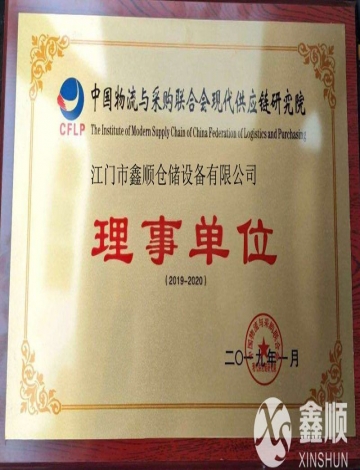 中国物流与采购联合会现代供应链研究院
CFLP
The Institute of Modern Supply Chain of China Federation of Logistics and Purchasing
江门市鑫顺仓储设备有限公司
理事单位
(2019-2020)
二〇一九年一月
鑫顺
XINSHUN